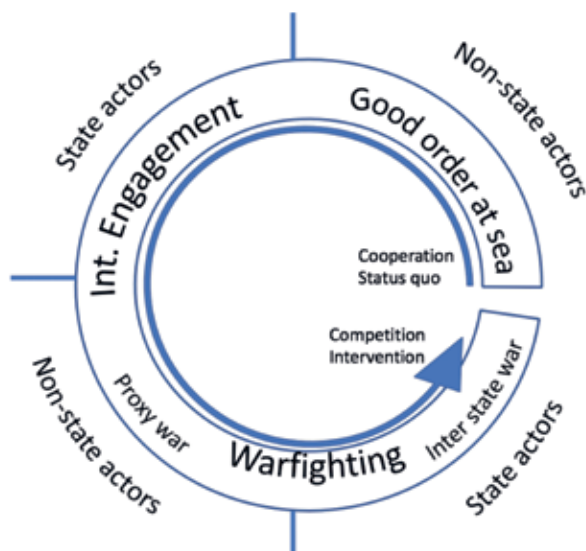 State actors
Non-state actors
Int. Engagement
Good order at sea
Cooperation
Status quo
Competition
Intervention
Non-state actors
Proxy war
Warfighting
Inter state war
State actors